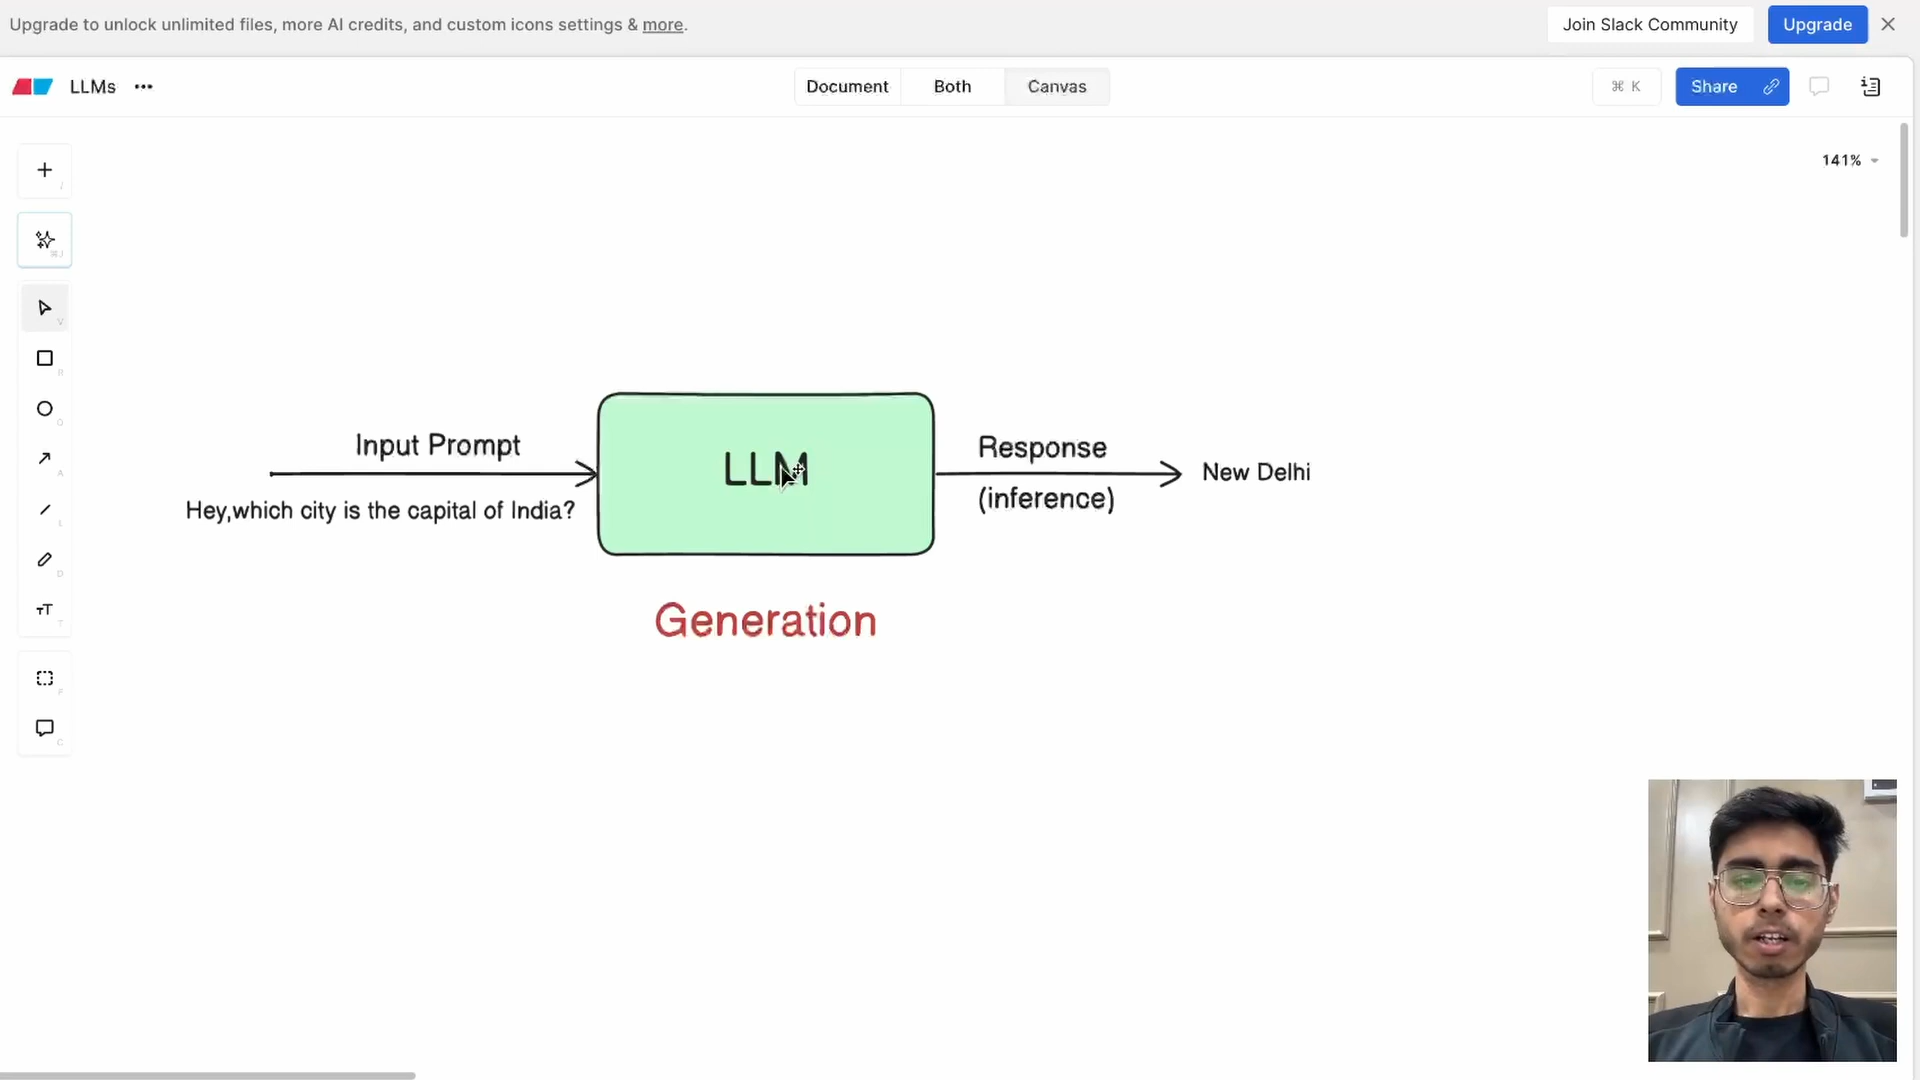 Upgrade to unlock unlimited files, more AI credits, and custom icons settings & more.
Join Slack Community
Upgrade
LLMs
Document
Both
Canvas
⌘ K
Share
141%
⌘J
V
R
O
A
L
D
T
F
C
Input Prompt
Hey,which city is the capital of India?
LLM
Response
(inference)
New Delhi
Generation